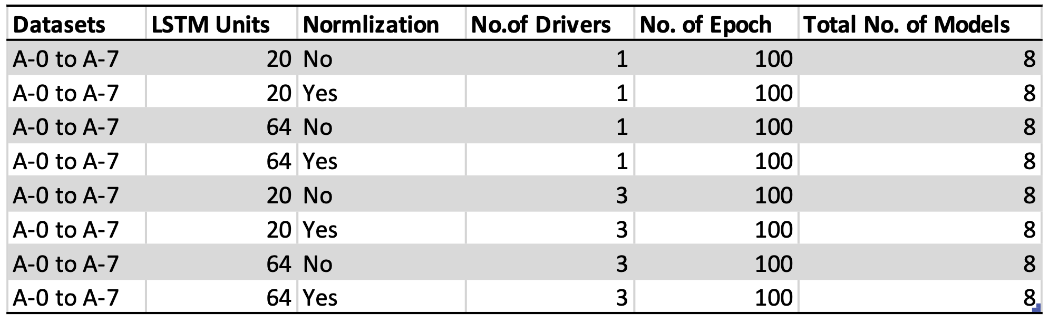 Datasets LSTM Units Normlization No.of Drivers No. of Epoch Total No. of Models
A-0 to A-7 20 No 1 100 8
A-0 to A-7 20 Yes 1 100 8
A-0 to A-7 64 No 1 100 8
A-0 to A-7 64 Yes 1 100 8
A-0 to A-7 20 No 3 100 8
A-0 to A-7 20 Yes 3 100 8
A-0 to A-7 64 No 3 100 8
A-0 to A-7 64 Yes 3 100 8